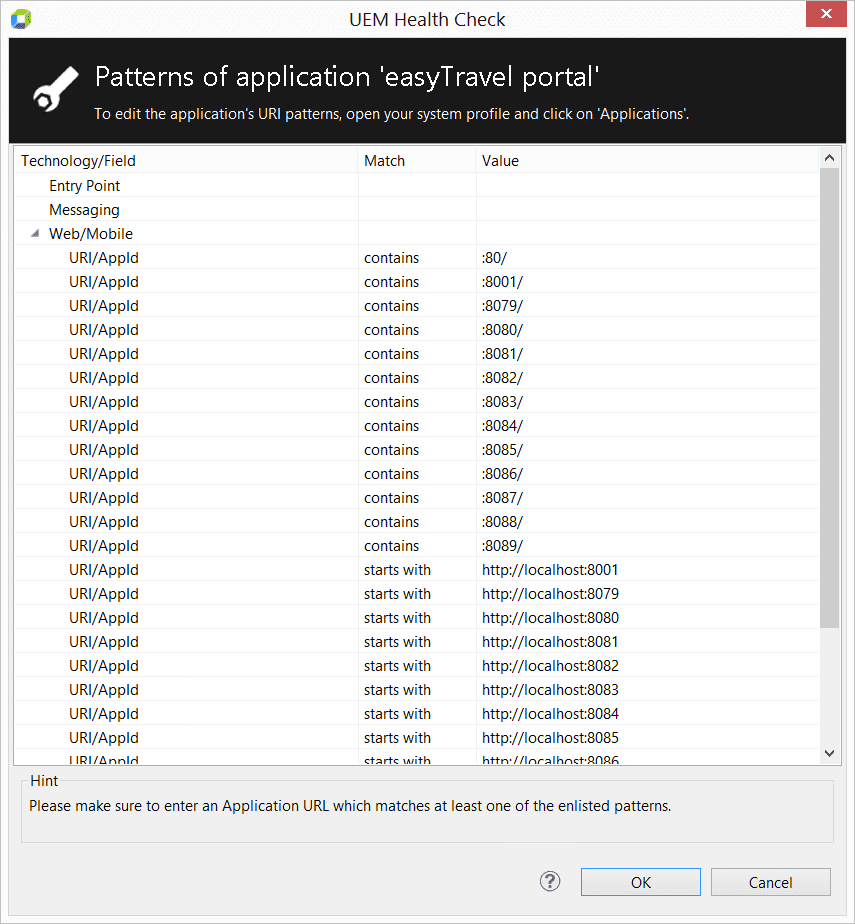 UEM Health Check
Patterns of application 'easyTravel portal'
To edit the application's URI patterns, open your system profile and click on 'Applications'.
Technology/Field Match Value
Entry Point
Messaging
Web/Mobile
URI/AppId contains :80/
URI/AppId contains :8001/
URI/AppId contains :8079/
URI/AppId contains :8080/
URI/AppId contains :8081/
URI/AppId contains :8082/
URI/AppId contains :8083/
URI/AppId contains :8084/
URI/AppId contains :8085/
URI/AppId contains :8086/
URI/AppId contains :8087/
URI/AppId contains :8088/
URI/AppId contains :8089/
URI/AppId starts with http://localhost:8001
URI/AppId starts with http://localhost:8079
URI/AppId starts with http://localhost:8080
URI/AppId starts with http://localhost:8081
URI/AppId starts with http://localhost:8082
URI/AppId starts with http://localhost:8083
URI/AppId starts with http://localhost:8084
URI/AppId starts with http://localhost:8085
URI/AppId starts with http://localhost:8086
Hint
Please make sure to enter an Application URL which matches at least one of the enlisted patterns.
? OK Cancel